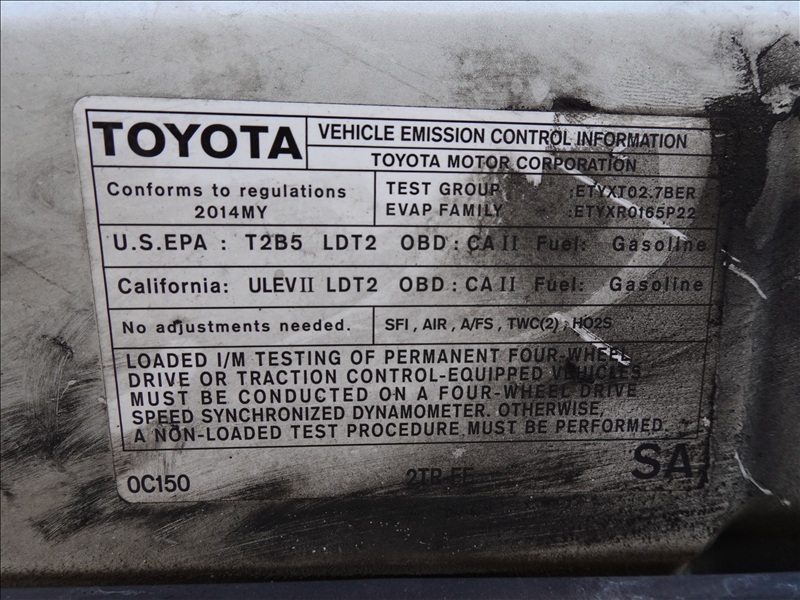 TOYOTA
VEHICLE EMISSION CONTROL INFORMATION
TOYOTA MOTOR CORPORATION
Conforms to regulations
2014MY
TEST GROUP :ETYXT02.7BER
EVAP FAMILY :ETYXR0165P22
U.S.EPA : T2B5 LDT2 OBD : CA II Fuel: Gasoline
California: ULEVII LDT2 OBD : CA II Fuel: Gasoline
No adjustments needed.
SFI , AIR , A/FS , TWC(2) , HO2S
LOADED I/M TESTING OF PERMANENT FOUR-WHEEL
DRIVE OR TRACTION CONTROL-EQUIPPED VEHICLES
MUST BE CONDUCTED ON A FOUR-WHEEL DRIVE
SPEED SYNCHRONIZED DYNAMOMETER. OTHERWISE,
A NON-LOADED TEST PROCEDURE MUST BE PERFORMED.
0C150
2TR-FE
SA